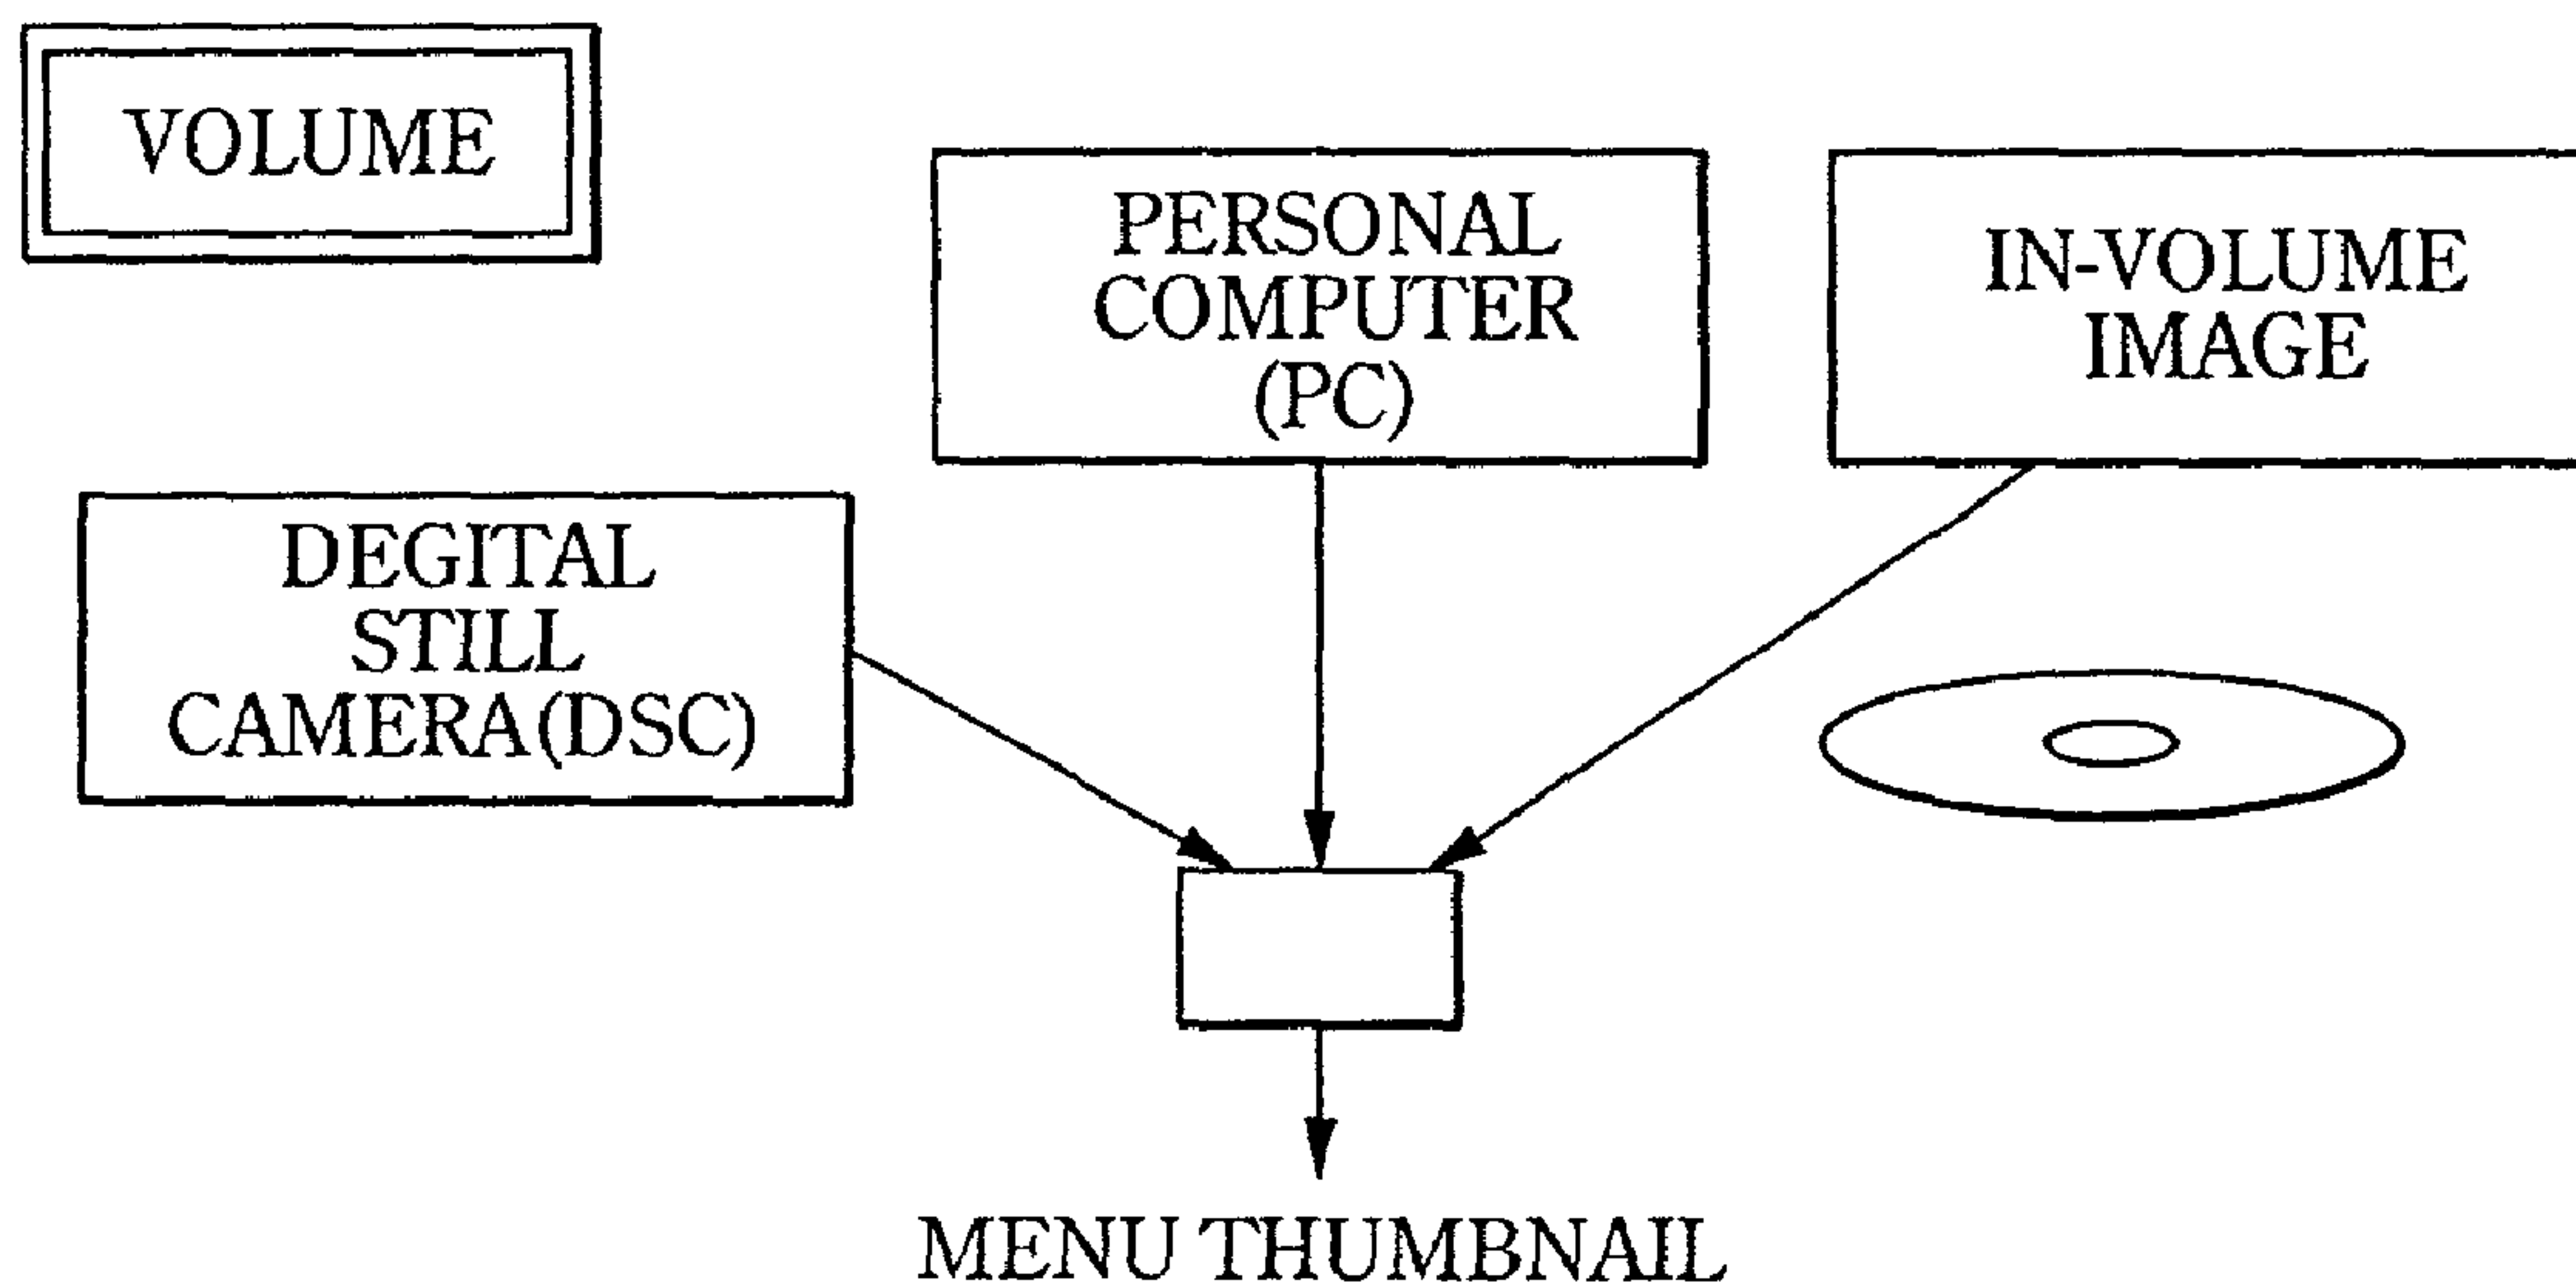 VOLUME
PERSONAL
COMPUTER
(PC)
IN-VOLUME
IMAGE
DEGITAL
STILL
CAMERA(DSC)
MENU THUMBNAIL